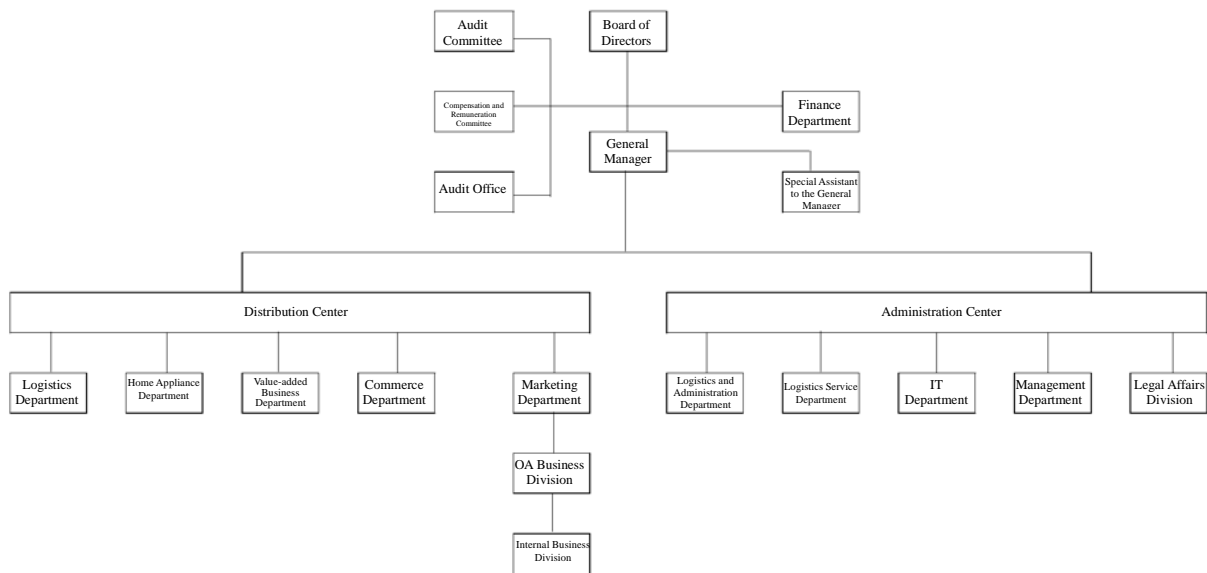 Audit
Committee
Board of
Directors
Compensation and
Remuneration
Committee
Finance
Department
General
Manager
Audit Office
Special Assistant
to the General
Manager
Distribution Center
Administration Center
Logistics
Department
Home Appliance
Department
Value-added
Business
Department
Commerce
Department
Marketing
Department
Logistics and
Administration
Department
Logistics Service
Department
IT
Department
Management
Department
Legal Affairs
Division
OA Business
Division
Internal Business
Division